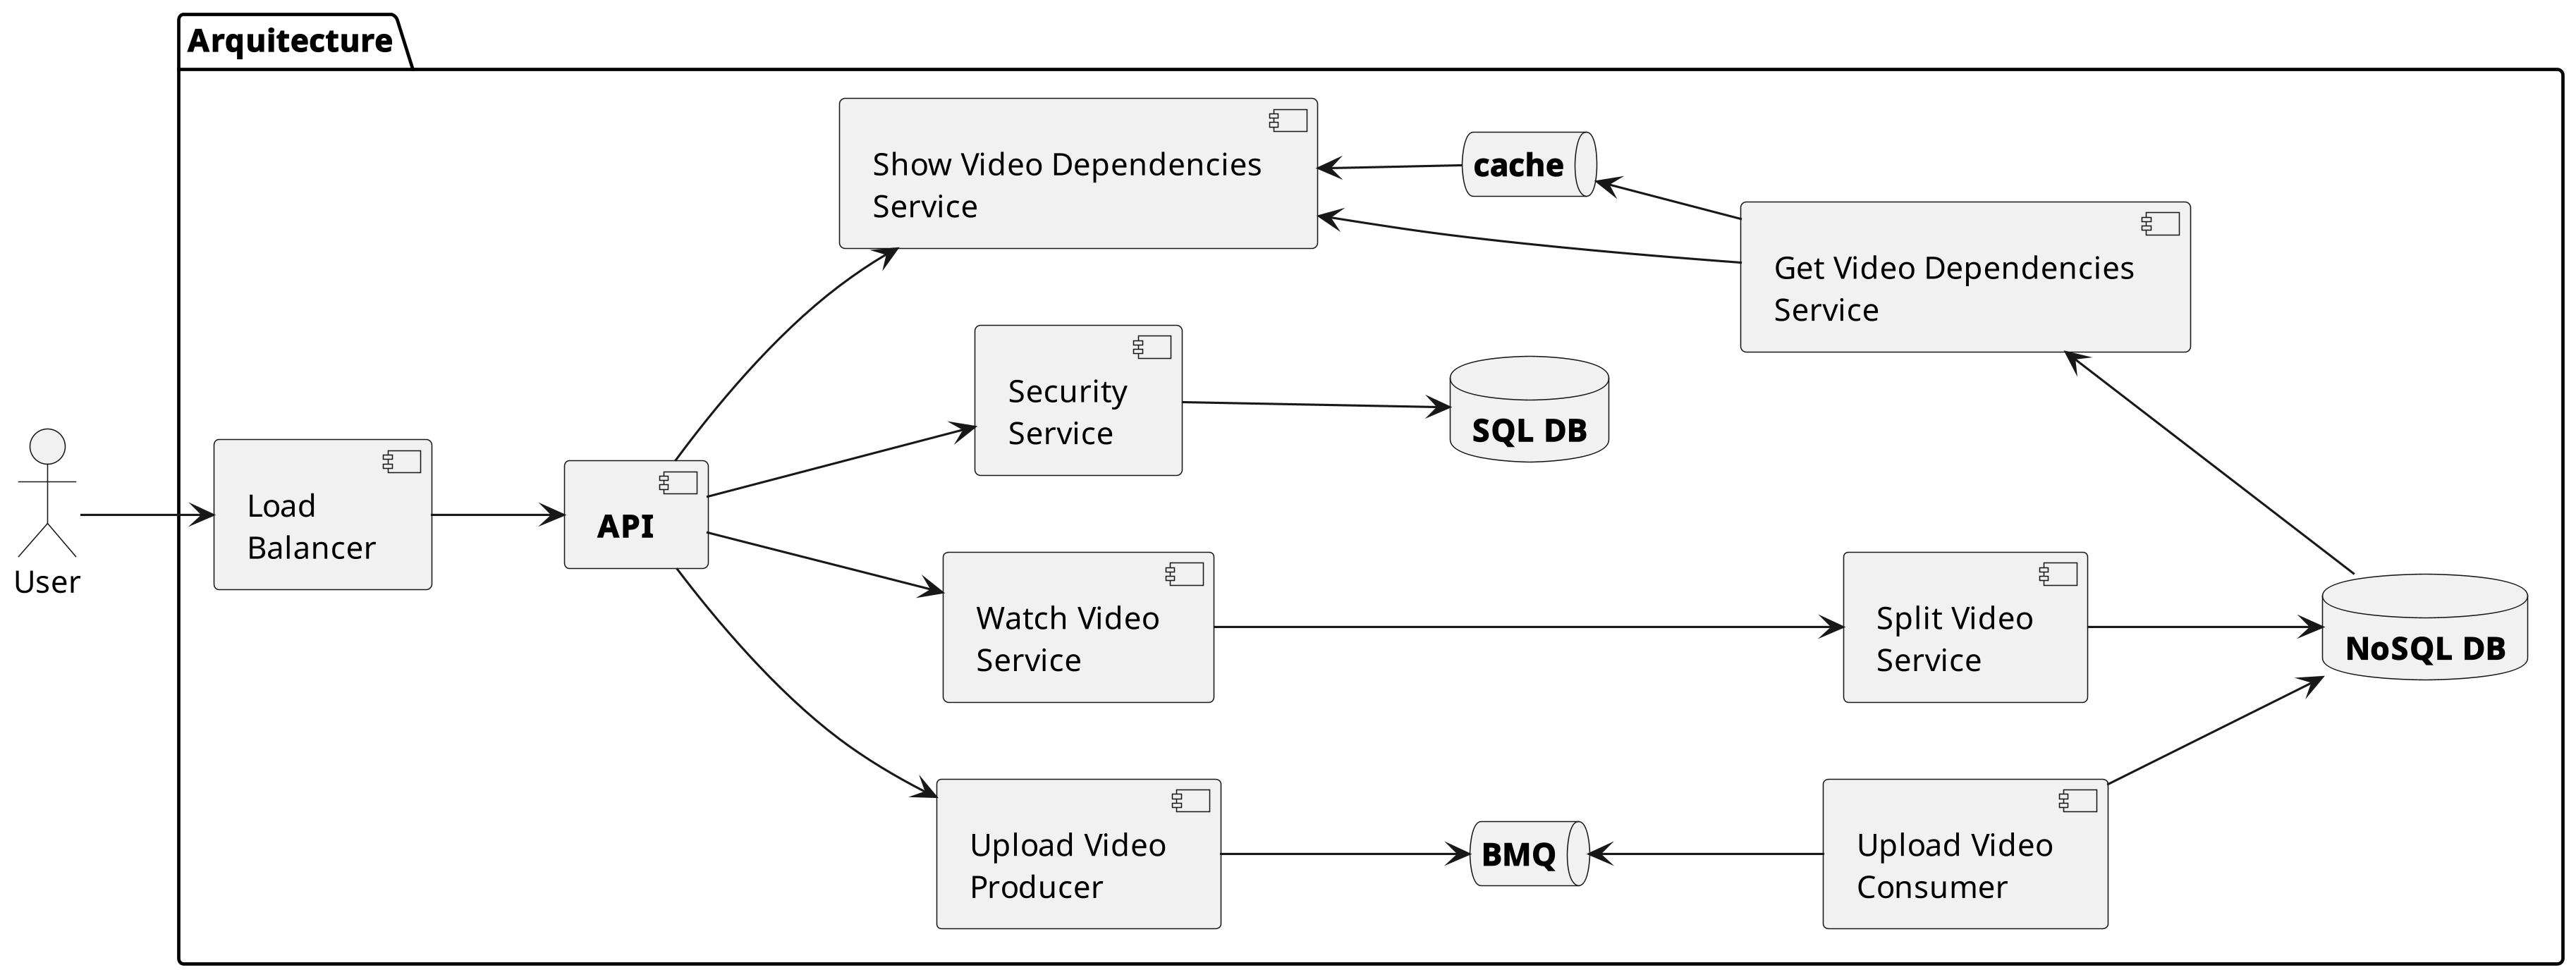 Arquitecture
Show Video Dependencies
Service
cache
Get Video Dependencies
Service
Security
Service
SQL DB
User
Load
Balancer
API
Watch Video
Service
Split Video
Service
NoSQL DB
Upload Video
Producer
BMQ
Upload Video
Consumer